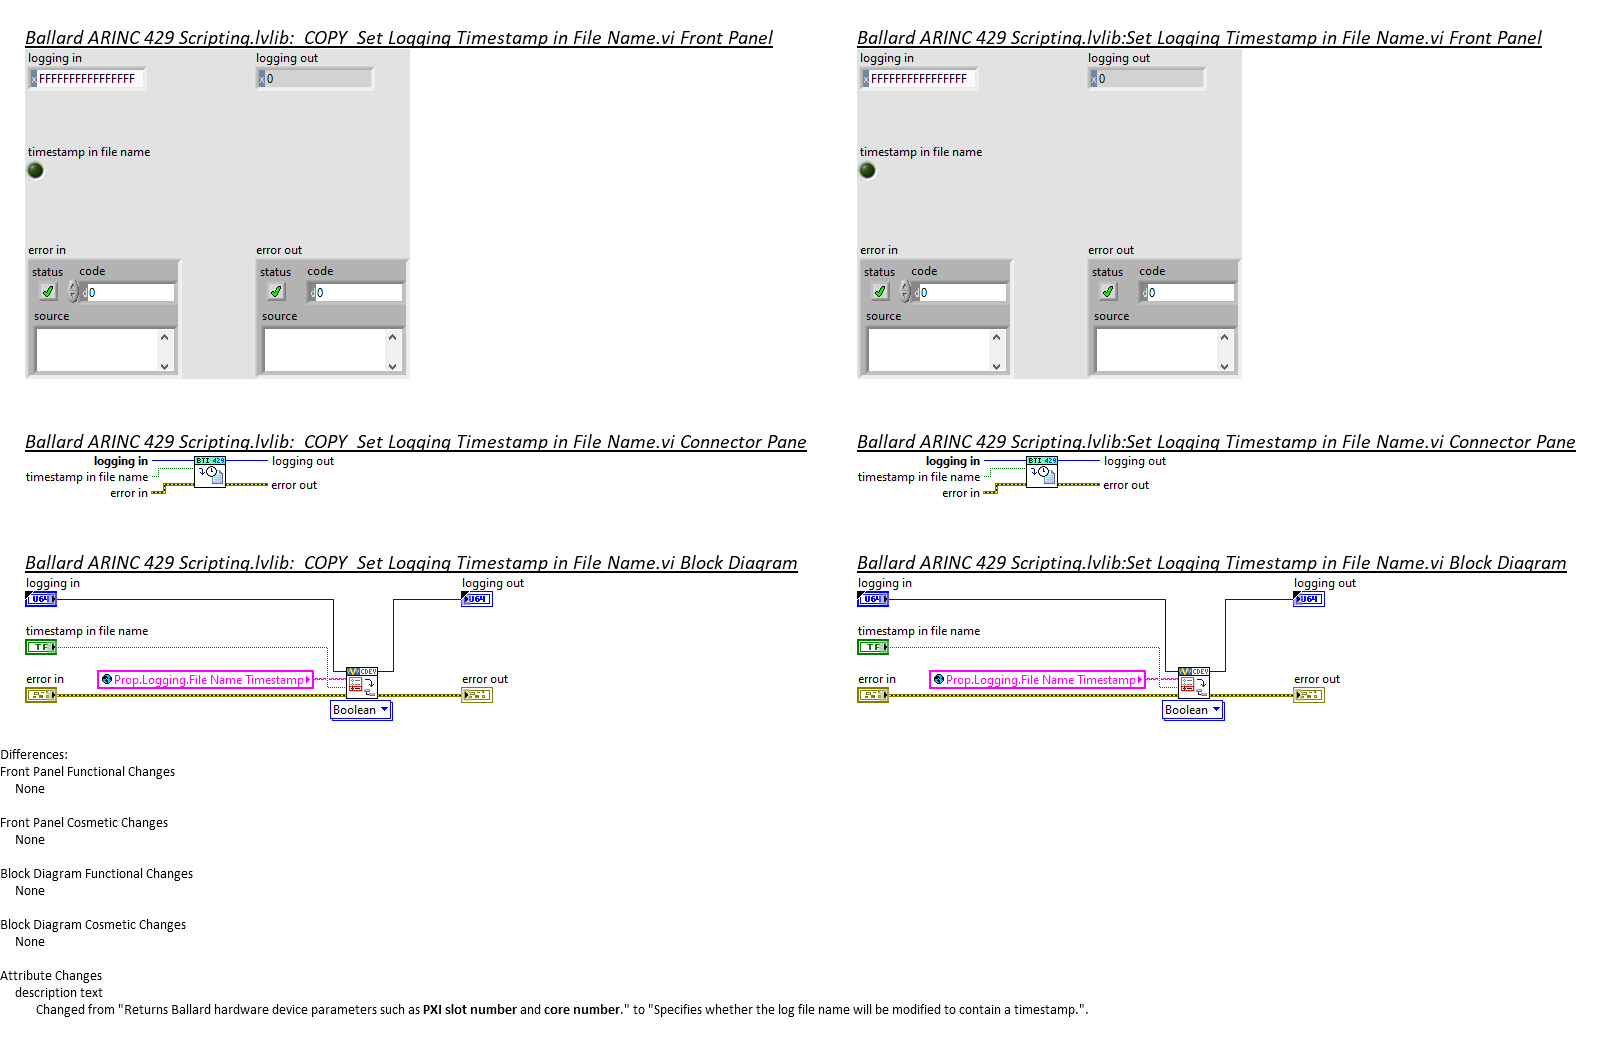 Ballard ARINC 429 Scripting.lvlib:  COPY  Set Logging Timestamp in File Name.vi Front Panel
logging in
logging out
x FFFFFFFFFFFFFFFF
x 0
timestamp in file name
error in
error out
status
code
status
code
d 0
d 0
source
source
Ballard ARINC 429 Scripting.lvlib:Set Logging Timestamp in File Name.vi Front Panel
logging in
logging out
x FFFFFFFFFFFFFFFF
x 0
timestamp in file name
error in
error out
status
code
status
code
d 0
d 0
source
source
Ballard ARINC 429 Scripting.lvlib:  COPY  Set Logging Timestamp in File Name.vi Connector Pane
logging in
BTI 429
logging out
timestamp in file name
error in
error out
Ballard ARINC 429 Scripting.lvlib:Set Logging Timestamp in File Name.vi Connector Pane
logging in
BTI 429
logging out
timestamp in file name
error in
error out
Ballard ARINC 429 Scripting.lvlib:  COPY  Set Logging Timestamp in File Name.vi Block Diagram
logging in
logging out
U64
U64
timestamp in file name
TF
error in
Prop.Logging.File Name Timestamp
CDEV
error out
Boolean
Ballard ARINC 429 Scripting.lvlib:Set Logging Timestamp in File Name.vi Block Diagram
logging in
logging out
U64
U64
timestamp in file name
TF
error in
Prop.Logging.File Name Timestamp
CDEV
error out
Boolean
Differences:
Front Panel Functional Changes
None
Front Panel Cosmetic Changes
None
Block Diagram Functional Changes
None
Block Diagram Cosmetic Changes
None
Attribute Changes
description text
Changed from "Returns Ballard hardware device parameters such as PXI slot number and core number." to "Specifies whether the log file name will be modified to contain a timestamp.".